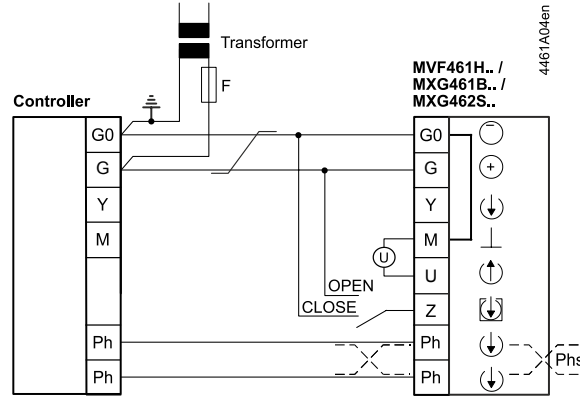 4461A04en
Transformer
F
MVF461H.. /
MXG461B.. /
MXG462S..
Controller
G0
G0
G
+
G
Y
Y
M
M
U
U
OPEN
CLOSE
Z
Ph
Ph
Phs
Ph
Ph